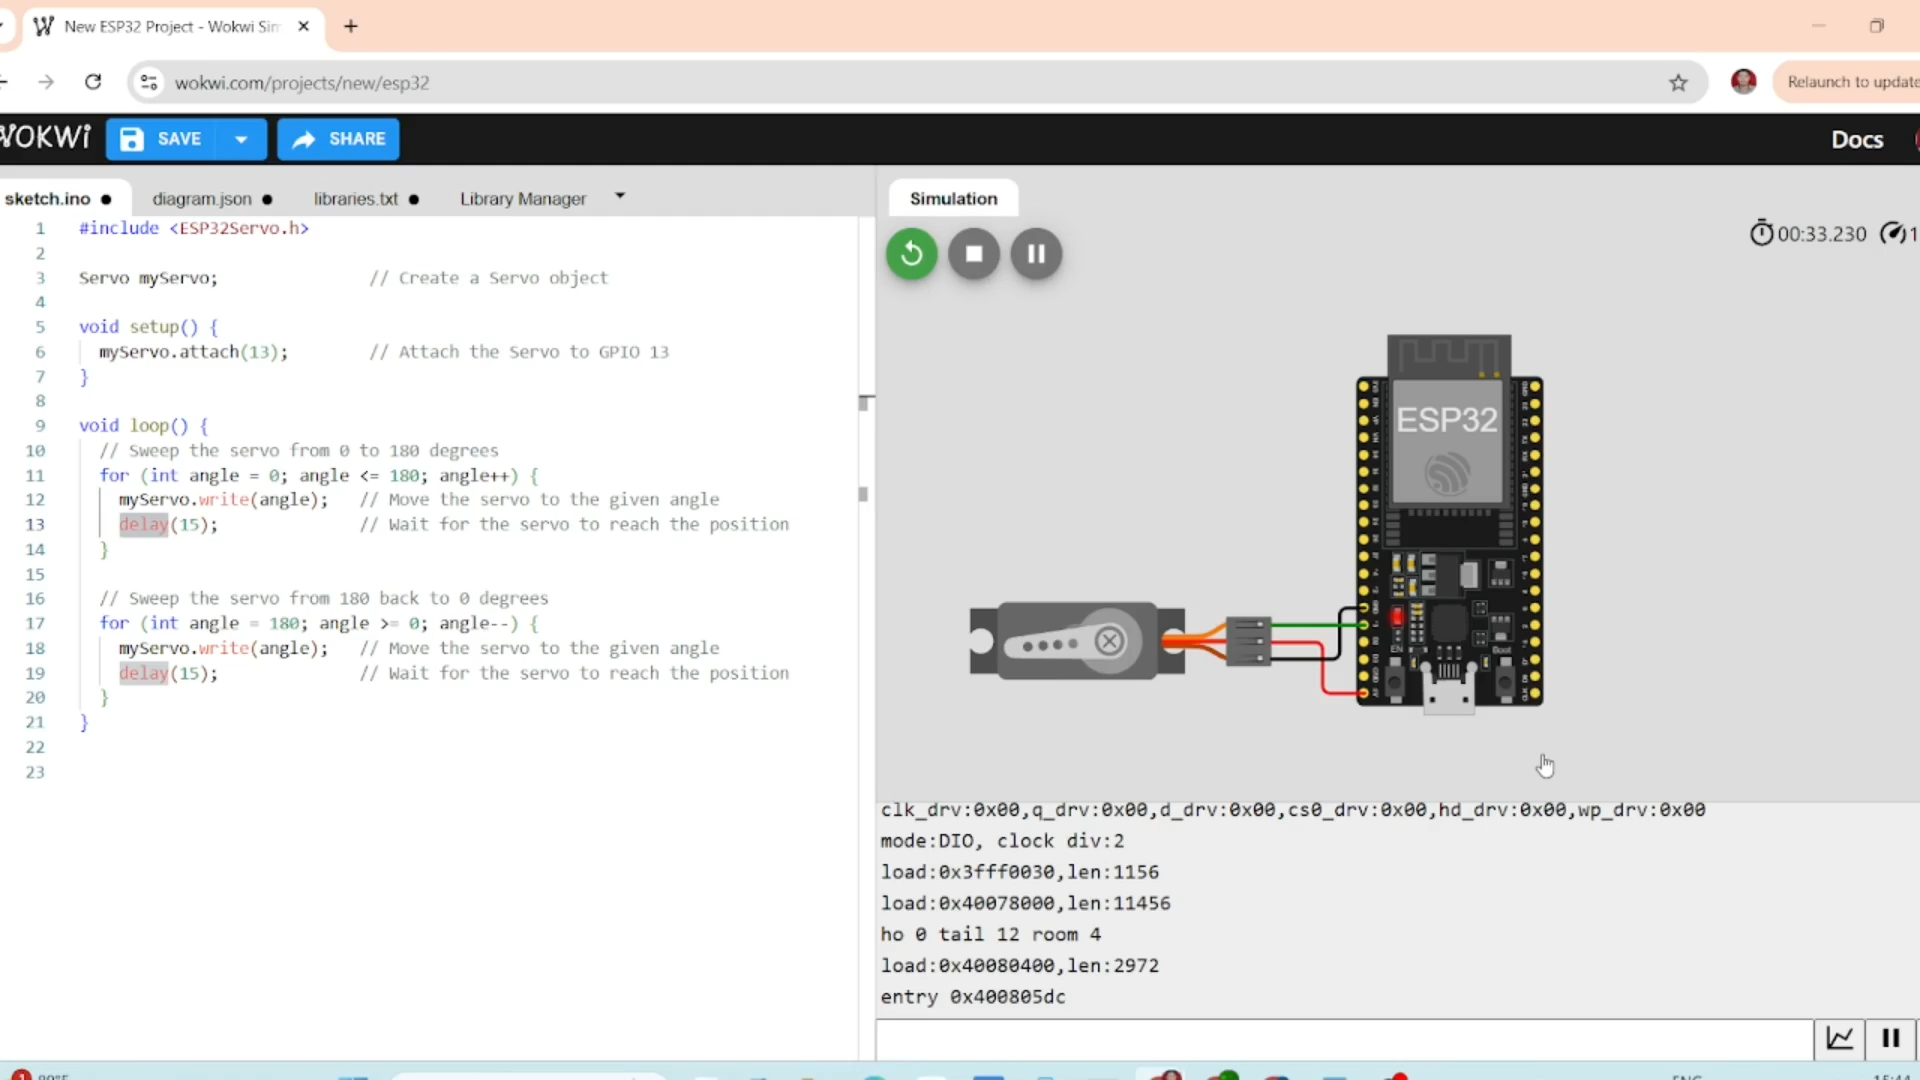 New ESP32 Project - Wokwi Sim
wokwi.com/projects/new/esp32
Relaunch to update
WOKWi
SAVE
SHARE
Docs
sketch.ino
diagram.json
libraries.txt
Library Manager
Simulation
00:33.230
1
1 #include <ESP32Servo.h>
2
3 Servo myServo; // Create a Servo object
4
5 void setup() {
6 myServo.attach(13); // Attach the Servo to GPIO 13
7 }
8
9 void loop() {
10 // Sweep the servo from 0 to 180 degrees
11 for (int angle = 0; angle <= 180; angle++) {
12 myServo.write(angle); // Move the servo to the given angle
13 delay(15); // Wait for the servo to reach the position
14 }
15
16 // Sweep the servo from 180 back to 0 degrees
17 for (int angle = 180; angle >= 0; angle--) {
18 myServo.write(angle); // Move the servo to the given angle
19 delay(15); // Wait for the servo to reach the position
20 }
21 }
22
23
ESP32
EN
Boot
clk_drv:0x00,q_drv:0x00,d_drv:0x00,cs0_drv:0x00,hd_drv:0x00,wp_drv:0x00
mode:DIO, clock div:2
load:0x3fff0030,len:1156
load:0x40078000,len:11456
ho 0 tail 12 room 4
load:0x40080400,len:2972
entry 0x400805dc